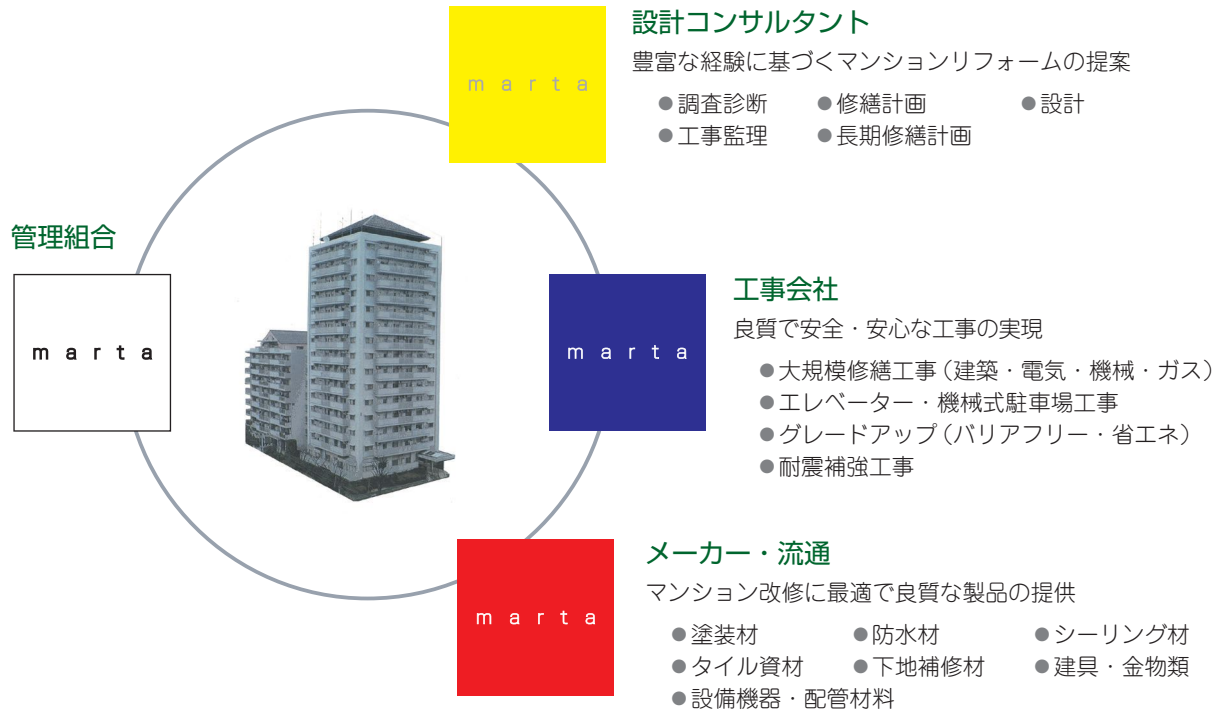 設計コンサルタント
豊富な経験に基づくマンションリフォームの提案
●調査診断 ●修繕計画 ●設計
●工事監理 ●長期修繕計画
marta
管理組合
marta
工事会社
良質で安全・安心な工事の実現
●大規模修繕工事（建築・電気・機械・ガス）
●エレベーター・機械式駐車場工事
●グレードアップ（バリアフリー・省エネ）
●耐震補強工事
marta
メーカー・流通
マンション改修に最適で良質な製品の提供
●塗装材 ●防水材 ●シーリング材
●タイル資材 ●下地補修材 ●建具・金物類
●設備機器・配管材料
marta